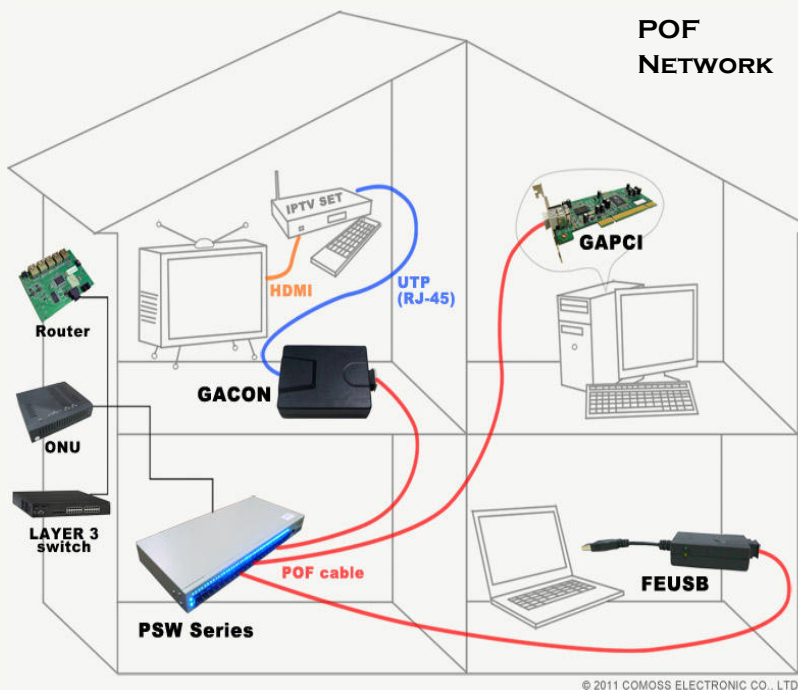 POF
NETWORK
IPTV SET
GAPCI
HDMI
UTP
(RJ-45)
Router
GACON
ONU
LAYER 3
switch
POF cable
FEUSB
PSW Series
© 2011 COMOSS ELECTRONIC CO., LTD